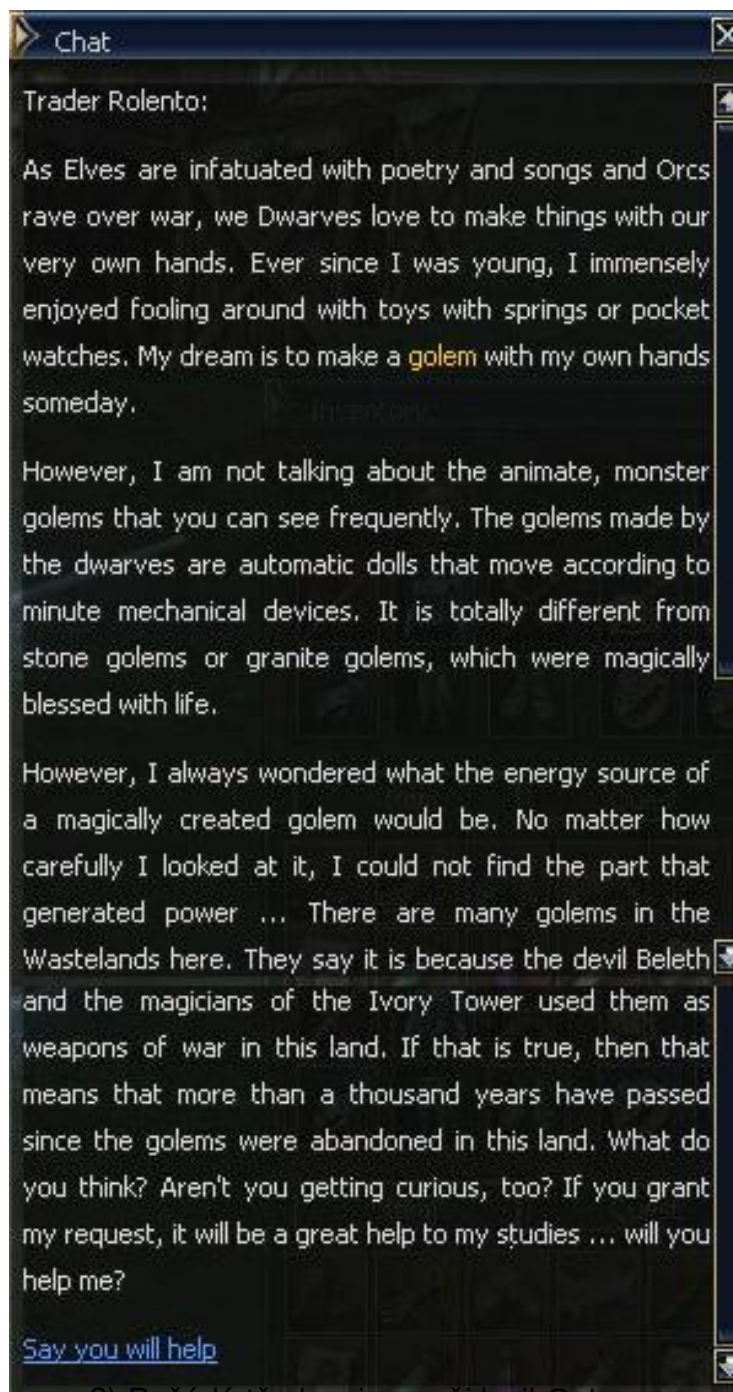 Chat
Trader Rolento:
As Elves are infatuated with poetry and songs and Orcs
rave over war, we Dwarves love to make things with our
very own hands. Ever since I was young, I immensely
enjoyed fooling around with toys with springs or pocket
watches. My dream is to make a golem with my own hands
someday.
Inventory
However, I am not talking about the animate, monster
golems that you can see frequently. The golems made by
the dwarves are automatic dolls that move according to
minute mechanical devices. It is totally different from
stone golems or granite golems, which were magically
blessed with life.
However, I always wondered what the energy source of
a magically created golem would be. No matter how
carefully I looked at it, I could not find the part that
generated power ... There are many golems in the
Wastelands here. They say it is because the devil Beleth
and the magicians of the Ivory Tower used them as
weapons of war in this land. If that is true, then that
means that more than a thousand years have passed
since the golems were abandoned in this land. What do
you think? Aren't you getting curious, too? If you grant
my request, it will be a great help to my studies ... will you
help me?
Say you will help